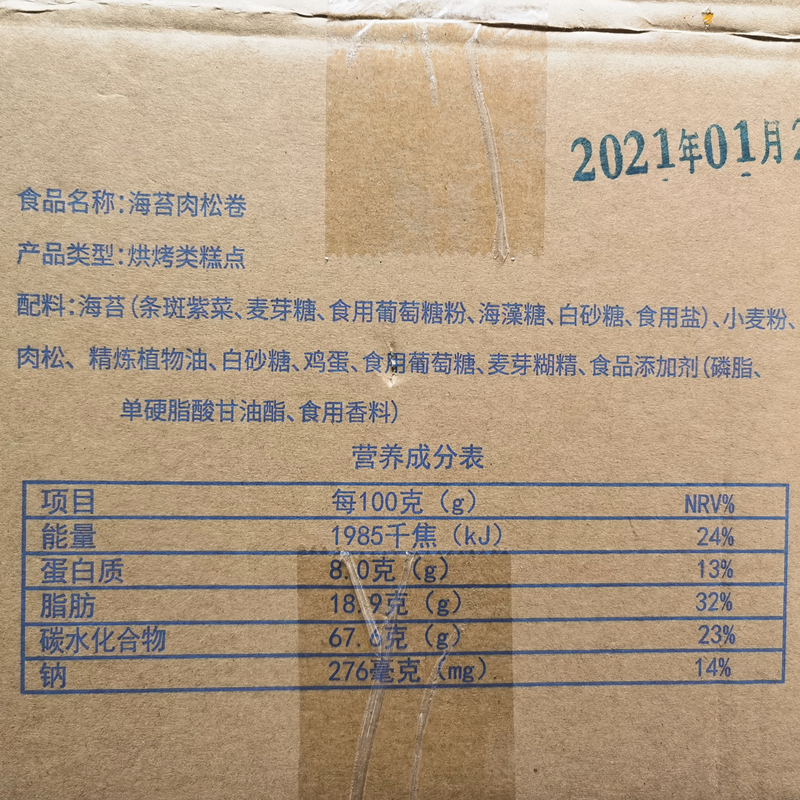 2021年01月2
食品名称:海苔肉松卷
产品类型:烘烤类糕点
配料:海苔(条斑紫菜、麦芽糖、食用葡萄糖粉、海藻糖、白砂糖、食用盐)、小麦粉、
肉松、精炼植物油、白砂糖、鸡蛋、食用葡萄糖、麦芽糊精、食品添加剂(磷脂、
单硬脂酸甘油酯、食用香料)
营养成分表
项目 每100克(g) NRV%
能量 1985千焦(kJ) 24%
蛋白质 8.0克(g) 13%
脂肪 18.9克(g) 32%
碳水化合物 67.6克(g) 23%
钠 276毫克(mg) 14%